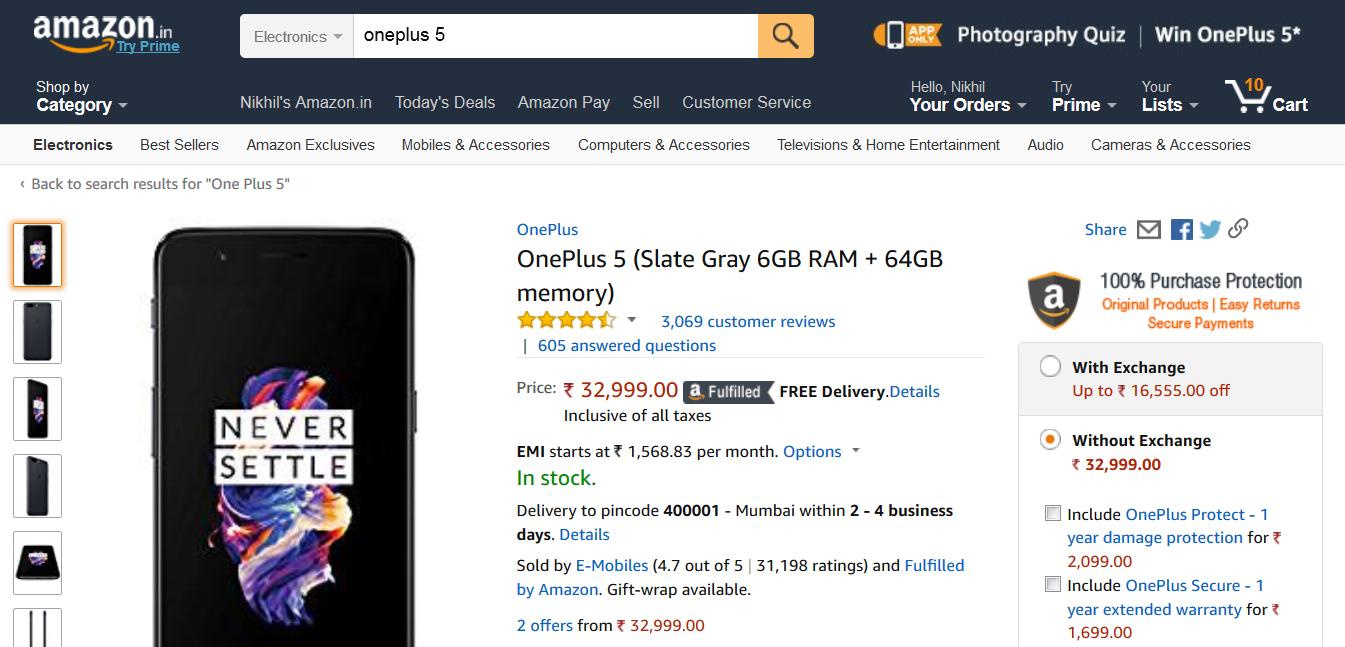 amazon.in
Try Prime
Electronics
oneplus 5
APP ONLY
Photography Quiz | Win OnePlus 5*
Shop by
Category
Nikhil's Amazon.in
Today's Deals
Amazon Pay
Sell
Customer Service
Hello, Nikhil
Your Orders
Try
Prime
Your
Lists
10
Cart
Electronics
Best Sellers
Amazon Exclusives
Mobiles & Accessories
Computers & Accessories
Televisions & Home Entertainment
Audio
Cameras & Accessories
‹ Back to search results for "One Plus 5"
NEVER
SETTLE
OnePlus
OnePlus 5 (Slate Gray 6GB RAM + 64GB
memory)
3,069 customer reviews
| 605 answered questions
Price: ₹ 32,999.00 a Fulfilled FREE Delivery.Details
Inclusive of all taxes
EMI starts at ₹ 1,568.83 per month. Options
In stock.
Delivery to pincode 400001 - Mumbai within 2 - 4 business
days. Details
Sold by E-Mobiles (4.7 out of 5 | 31,198 ratings) and Fulfilled
by Amazon. Gift-wrap available.
2 offers from ₹ 32,999.00
Share
a
100% Purchase Protection
Original Products | Easy Returns
Secure Payments
With Exchange
Up to ₹ 16,555.00 off
Without Exchange
₹ 32,999.00
Include OnePlus Protect - 1
year damage protection for ₹
2,099.00
Include OnePlus Secure - 1
year extended warranty for ₹
1,699.00